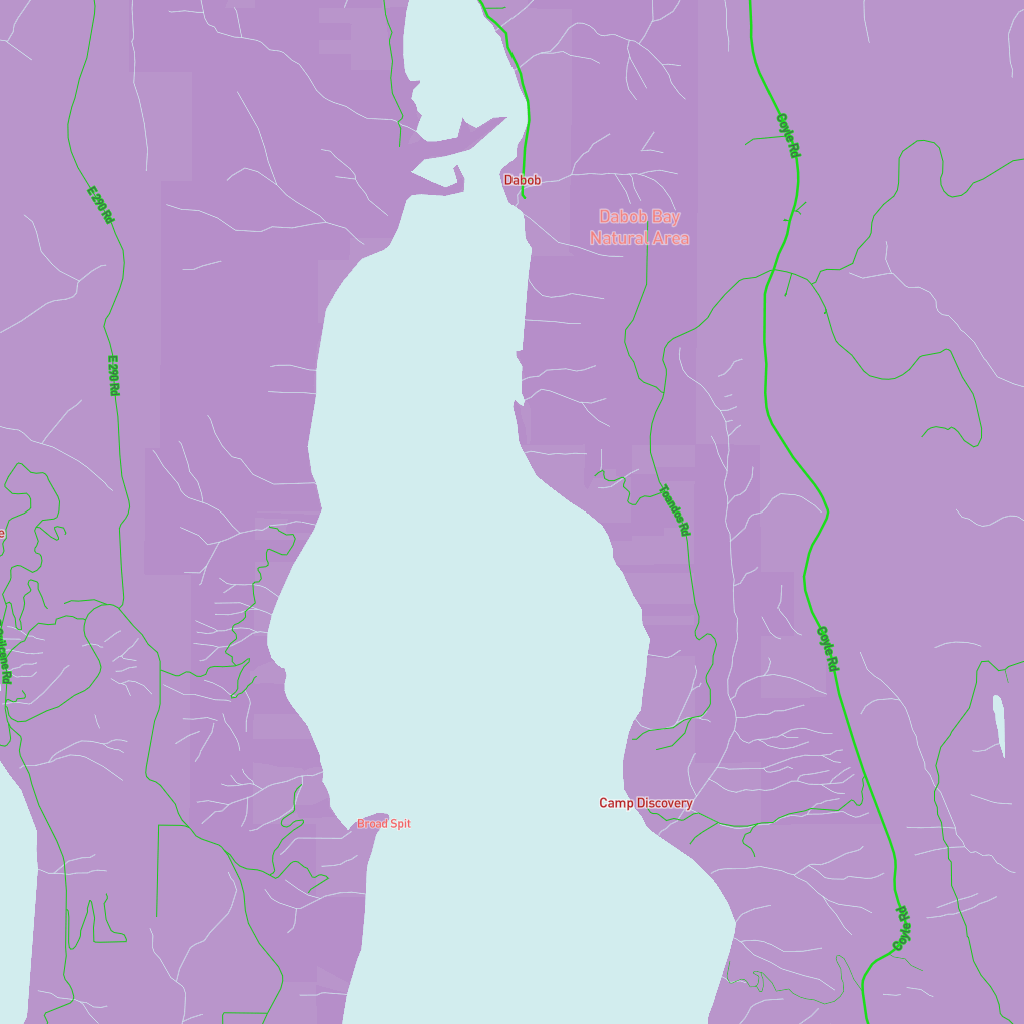 Coyle Rd
Dabob
E 290 Rd
Dabob Bay
Natural Area
E 290 Rd
Toandos Rd
Coyle Rd
Camp Discovery
Broad Spit
Coyle Rd